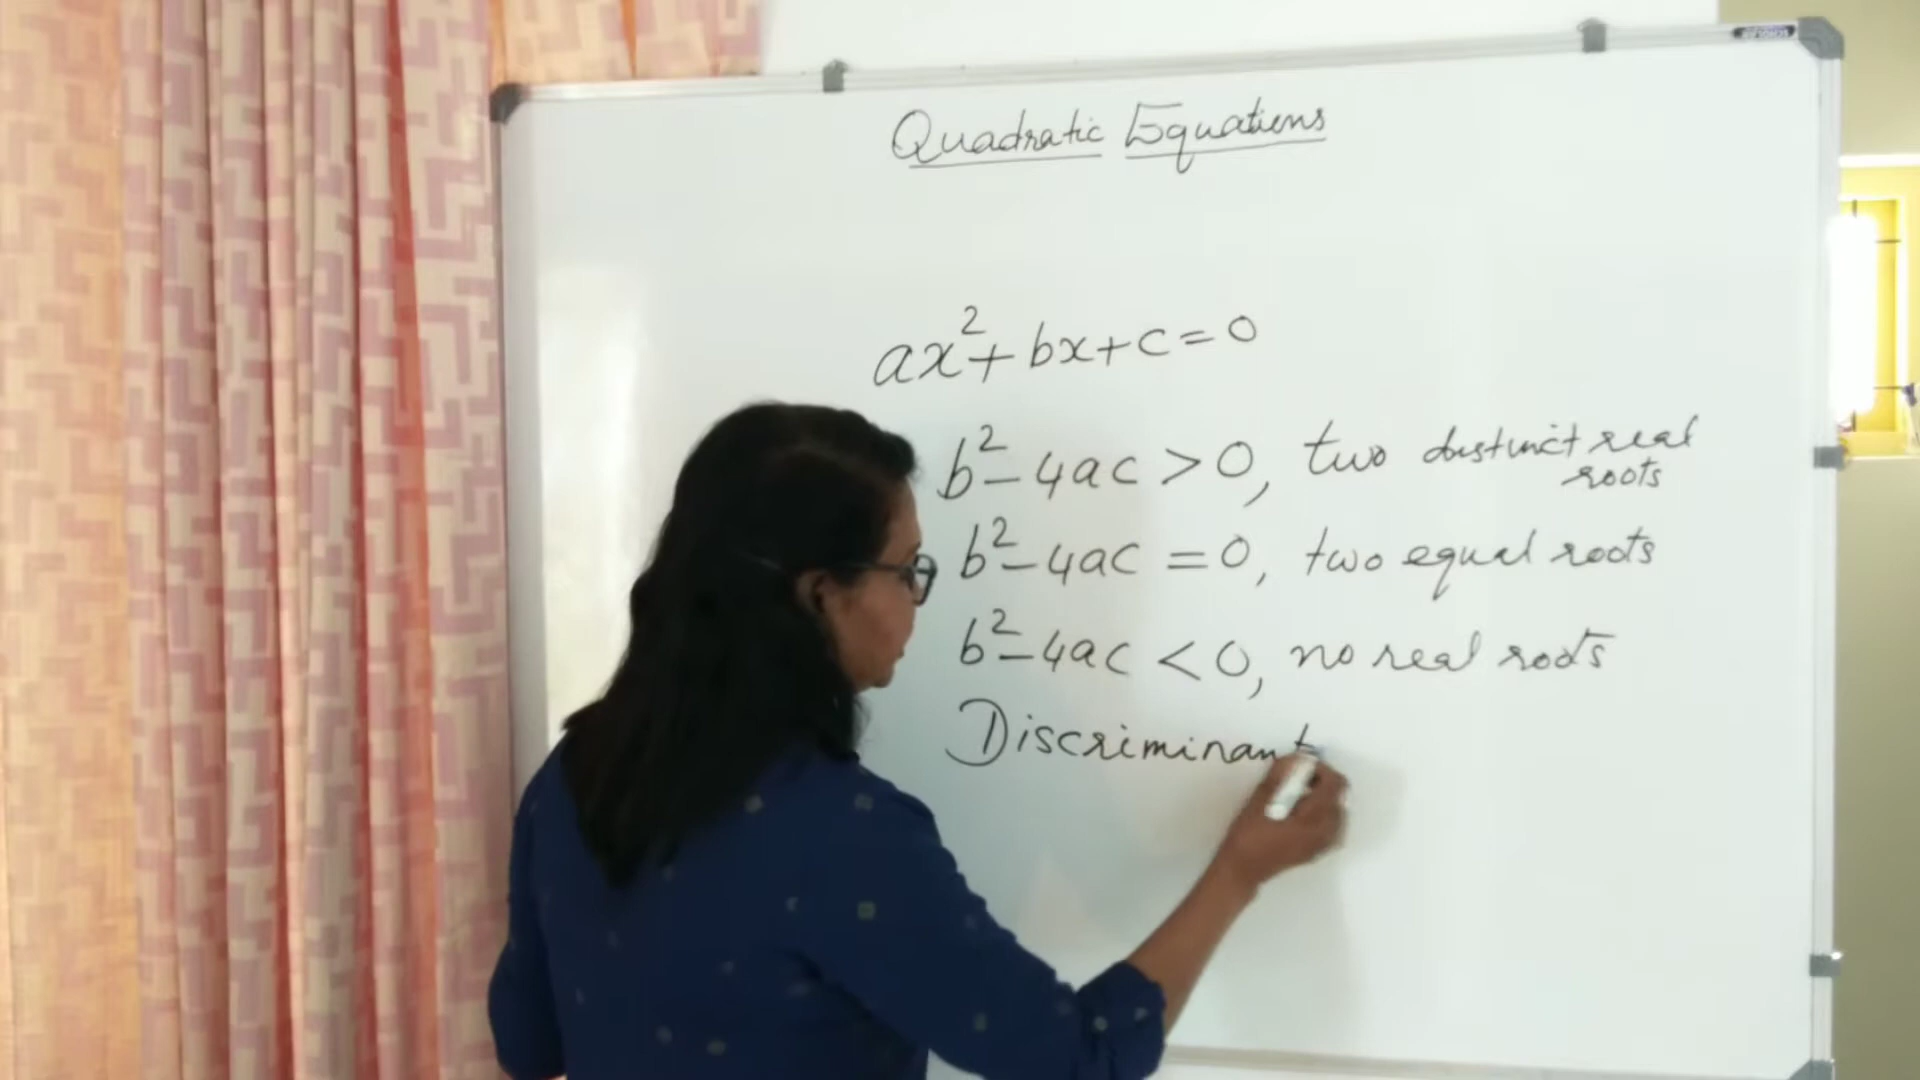 Quadratic Equations
ax²+bx+c=0
b²-4ac>0, two distinct real
roots
b²-4ac=0, two equal roots
b²-4ac<0, no real roots
Discriminant